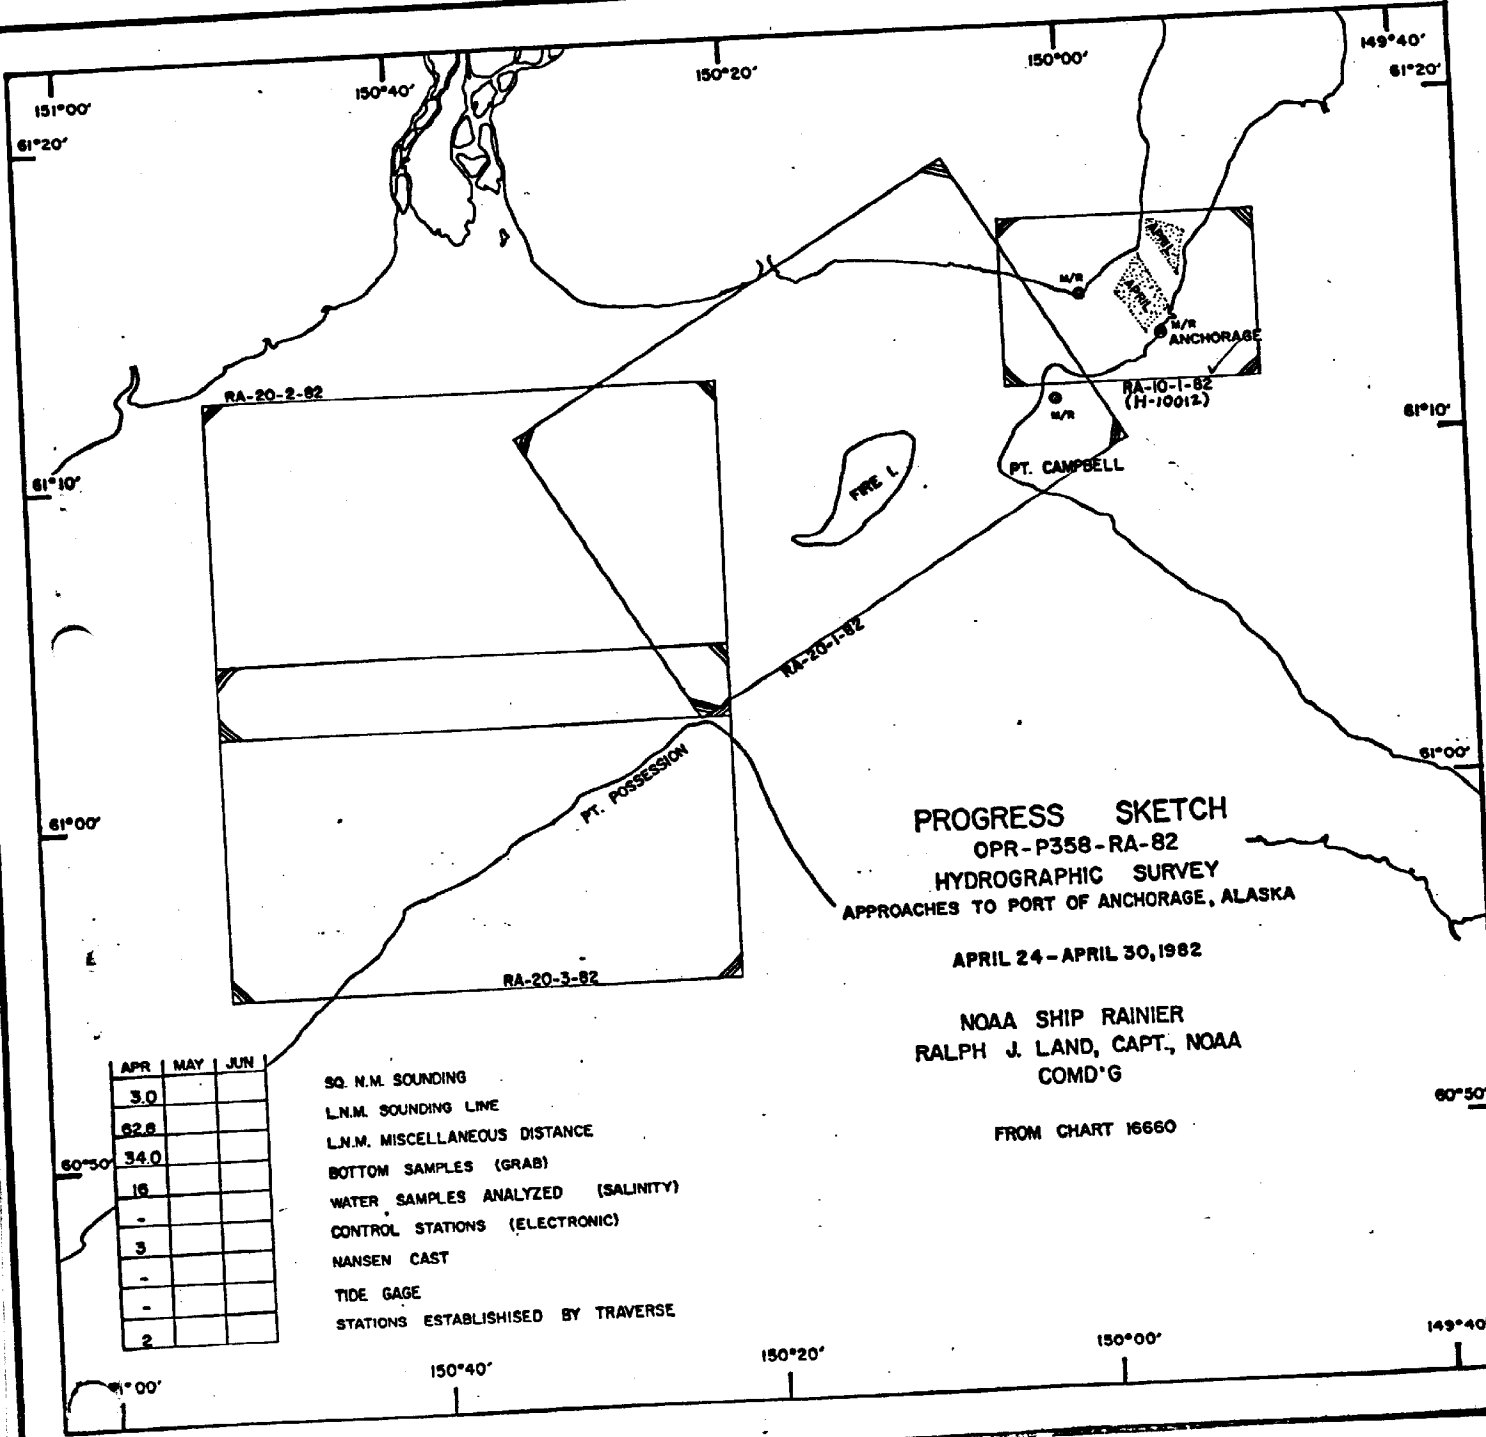 151°00'
150°40'
150°20'
150°00'
149°40'
61°20'
61°20'
APRIL
APRIL
M/R
M/R
ANCHORAGE
RA-10-1-82
(H-10012)
M/R
RA-20-2-82
61°10'
61°10'
PT. CAMPBELL
FIRE I.
RA-20-1-82
PT. POSSESSION
61°00'
61°00'
PROGRESS SKETCH
OPR-P358-RA-82
HYDROGRAPHIC SURVEY
APPROACHES TO PORT OF ANCHORAGE, ALASKA
APRIL 24-APRIL 30,1982
NOAA SHIP RAINIER
RALPH J. LAND, CAPT., NOAA
COMD'G
FROM CHART 16660
RA-20-3-82
APR MAY JUN
3.0 SQ. N.M. SOUNDING
62.8 L.N.M. SOUNDING LINE
34.0 L.N.M. MISCELLANEOUS DISTANCE
16 BOTTOM SAMPLES (GRAB)
- WATER SAMPLES ANALYZED (SALINITY)
3 CONTROL STATIONS (ELECTRONIC)
- NANSEN CAST
- TIDE GAGE
2 STATIONS ESTABLISHISED BY TRAVERSE
60°50'
60°50'
1°00'
150°40'
150°20'
150°00'
149°40'